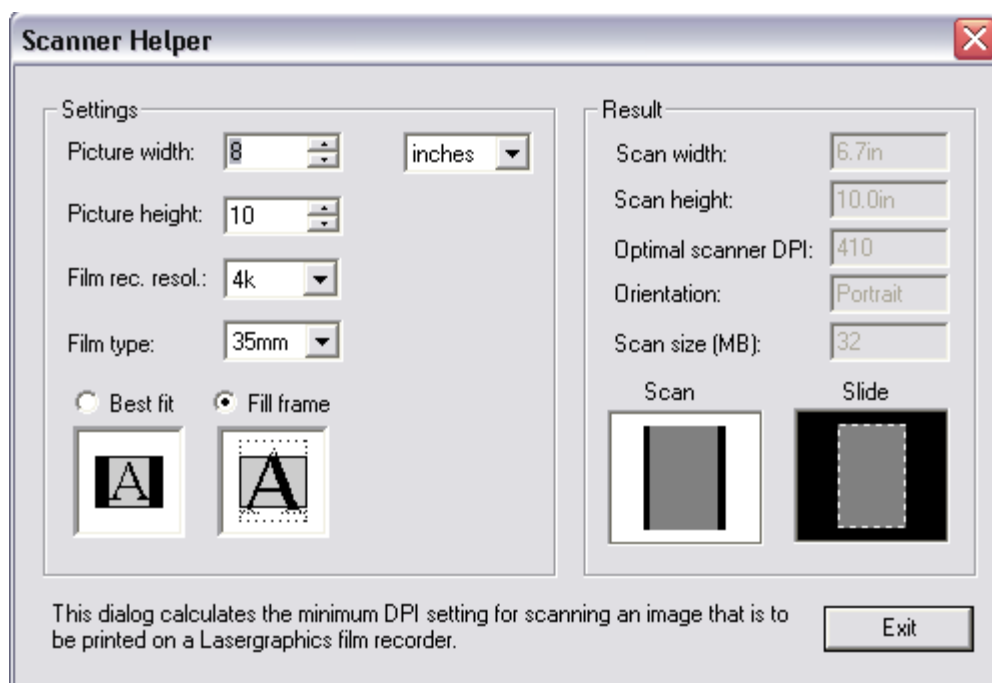 Scanner Helper
Settings
Picture width: 8 inches
Picture height: 10
Film rec. resol.: 4k
Film type: 35mm
Best fit Fill frame
A A
Result
Scan width: 6.7in
Scan height: 10.0in
Optimal scanner DPI: 410
Orientation: Portrait
Scan size (MB): 32
Scan Slide
This dialog calculates the minimum DPI setting for scanning an image that is to
be printed on a Lasergraphics film recorder.
Exit